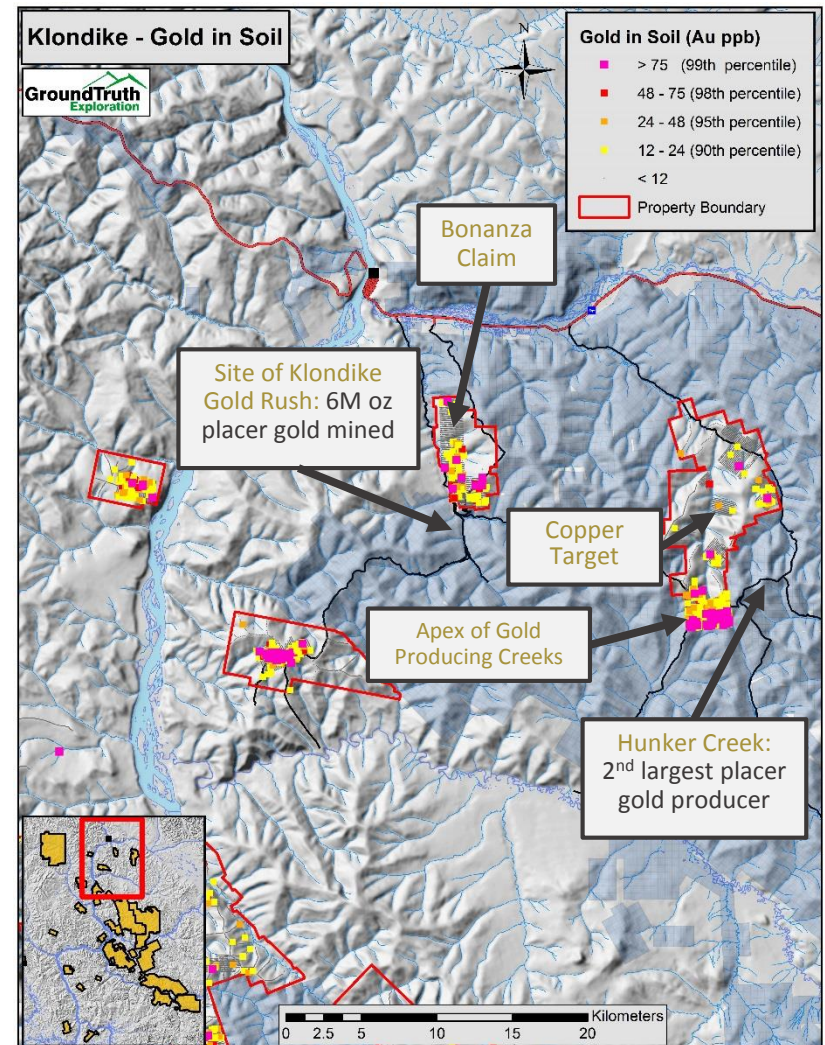 Klondike - Gold in Soil
GroundTruth
Exploration
N
Gold in Soil (Au ppb)
> 75 (99th percentile)
48 - 75 (98th percentile)
24 - 48 (95th percentile)
12 - 24 (90th percentile)
< 12
Property Boundary
Bonanza
Claim
Site of Klondike
Gold Rush: 6M oz
placer gold mined
Copper
Target
Apex of Gold
Producing Creeks
Hunker Creek:
2nd largest placer
gold producer
Kilometers
0 2.5 5 10 15 20